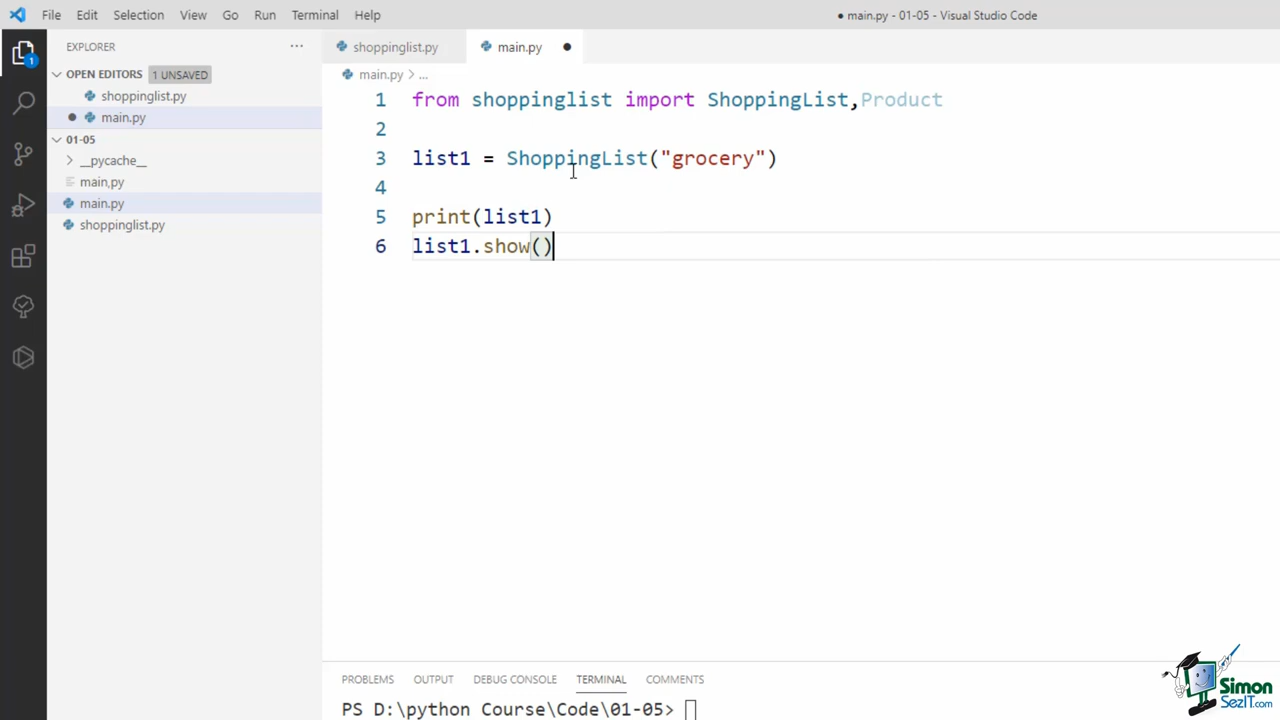 File Edit Selection View Go Run Terminal Help
● main.py - 01-05 - Visual Studio Code
EXPLORER
OPEN EDITORS 1 UNSAVED
shoppinglist.py
main.py
01-05
__pycache__
main,py
main.py
shoppinglist.py
1
shoppinglist.py main.py
main.py > ...
1 from shoppinglist import ShoppingList,Product
2
3 list1 = ShoppingList("grocery")
4
5 print(list1)
6 list1.show()
PROBLEMS OUTPUT DEBUG CONSOLE TERMINAL COMMENTS
PS D:\python Course\Code\01-05>
Simon
SezIT.com